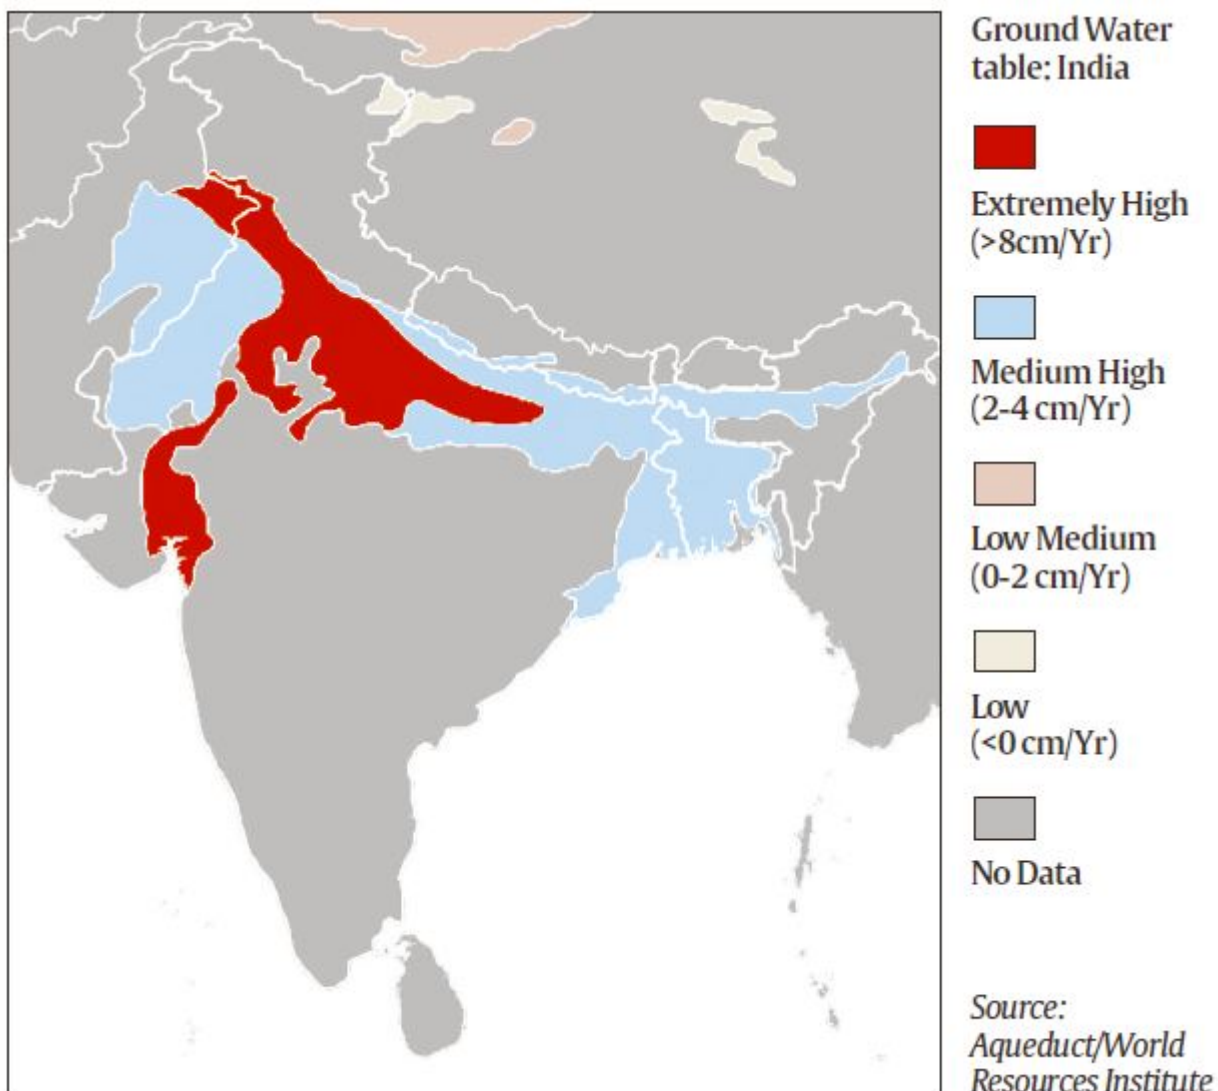 Ground Water
table: India
Extremely High
(>8cm/Yr)
Medium High
(2-4 cm/Yr)
Low Medium
(0-2 cm/Yr)
Low
(<0 cm/Yr)
No Data
Source:
Aqueduct/World
Resources Institute